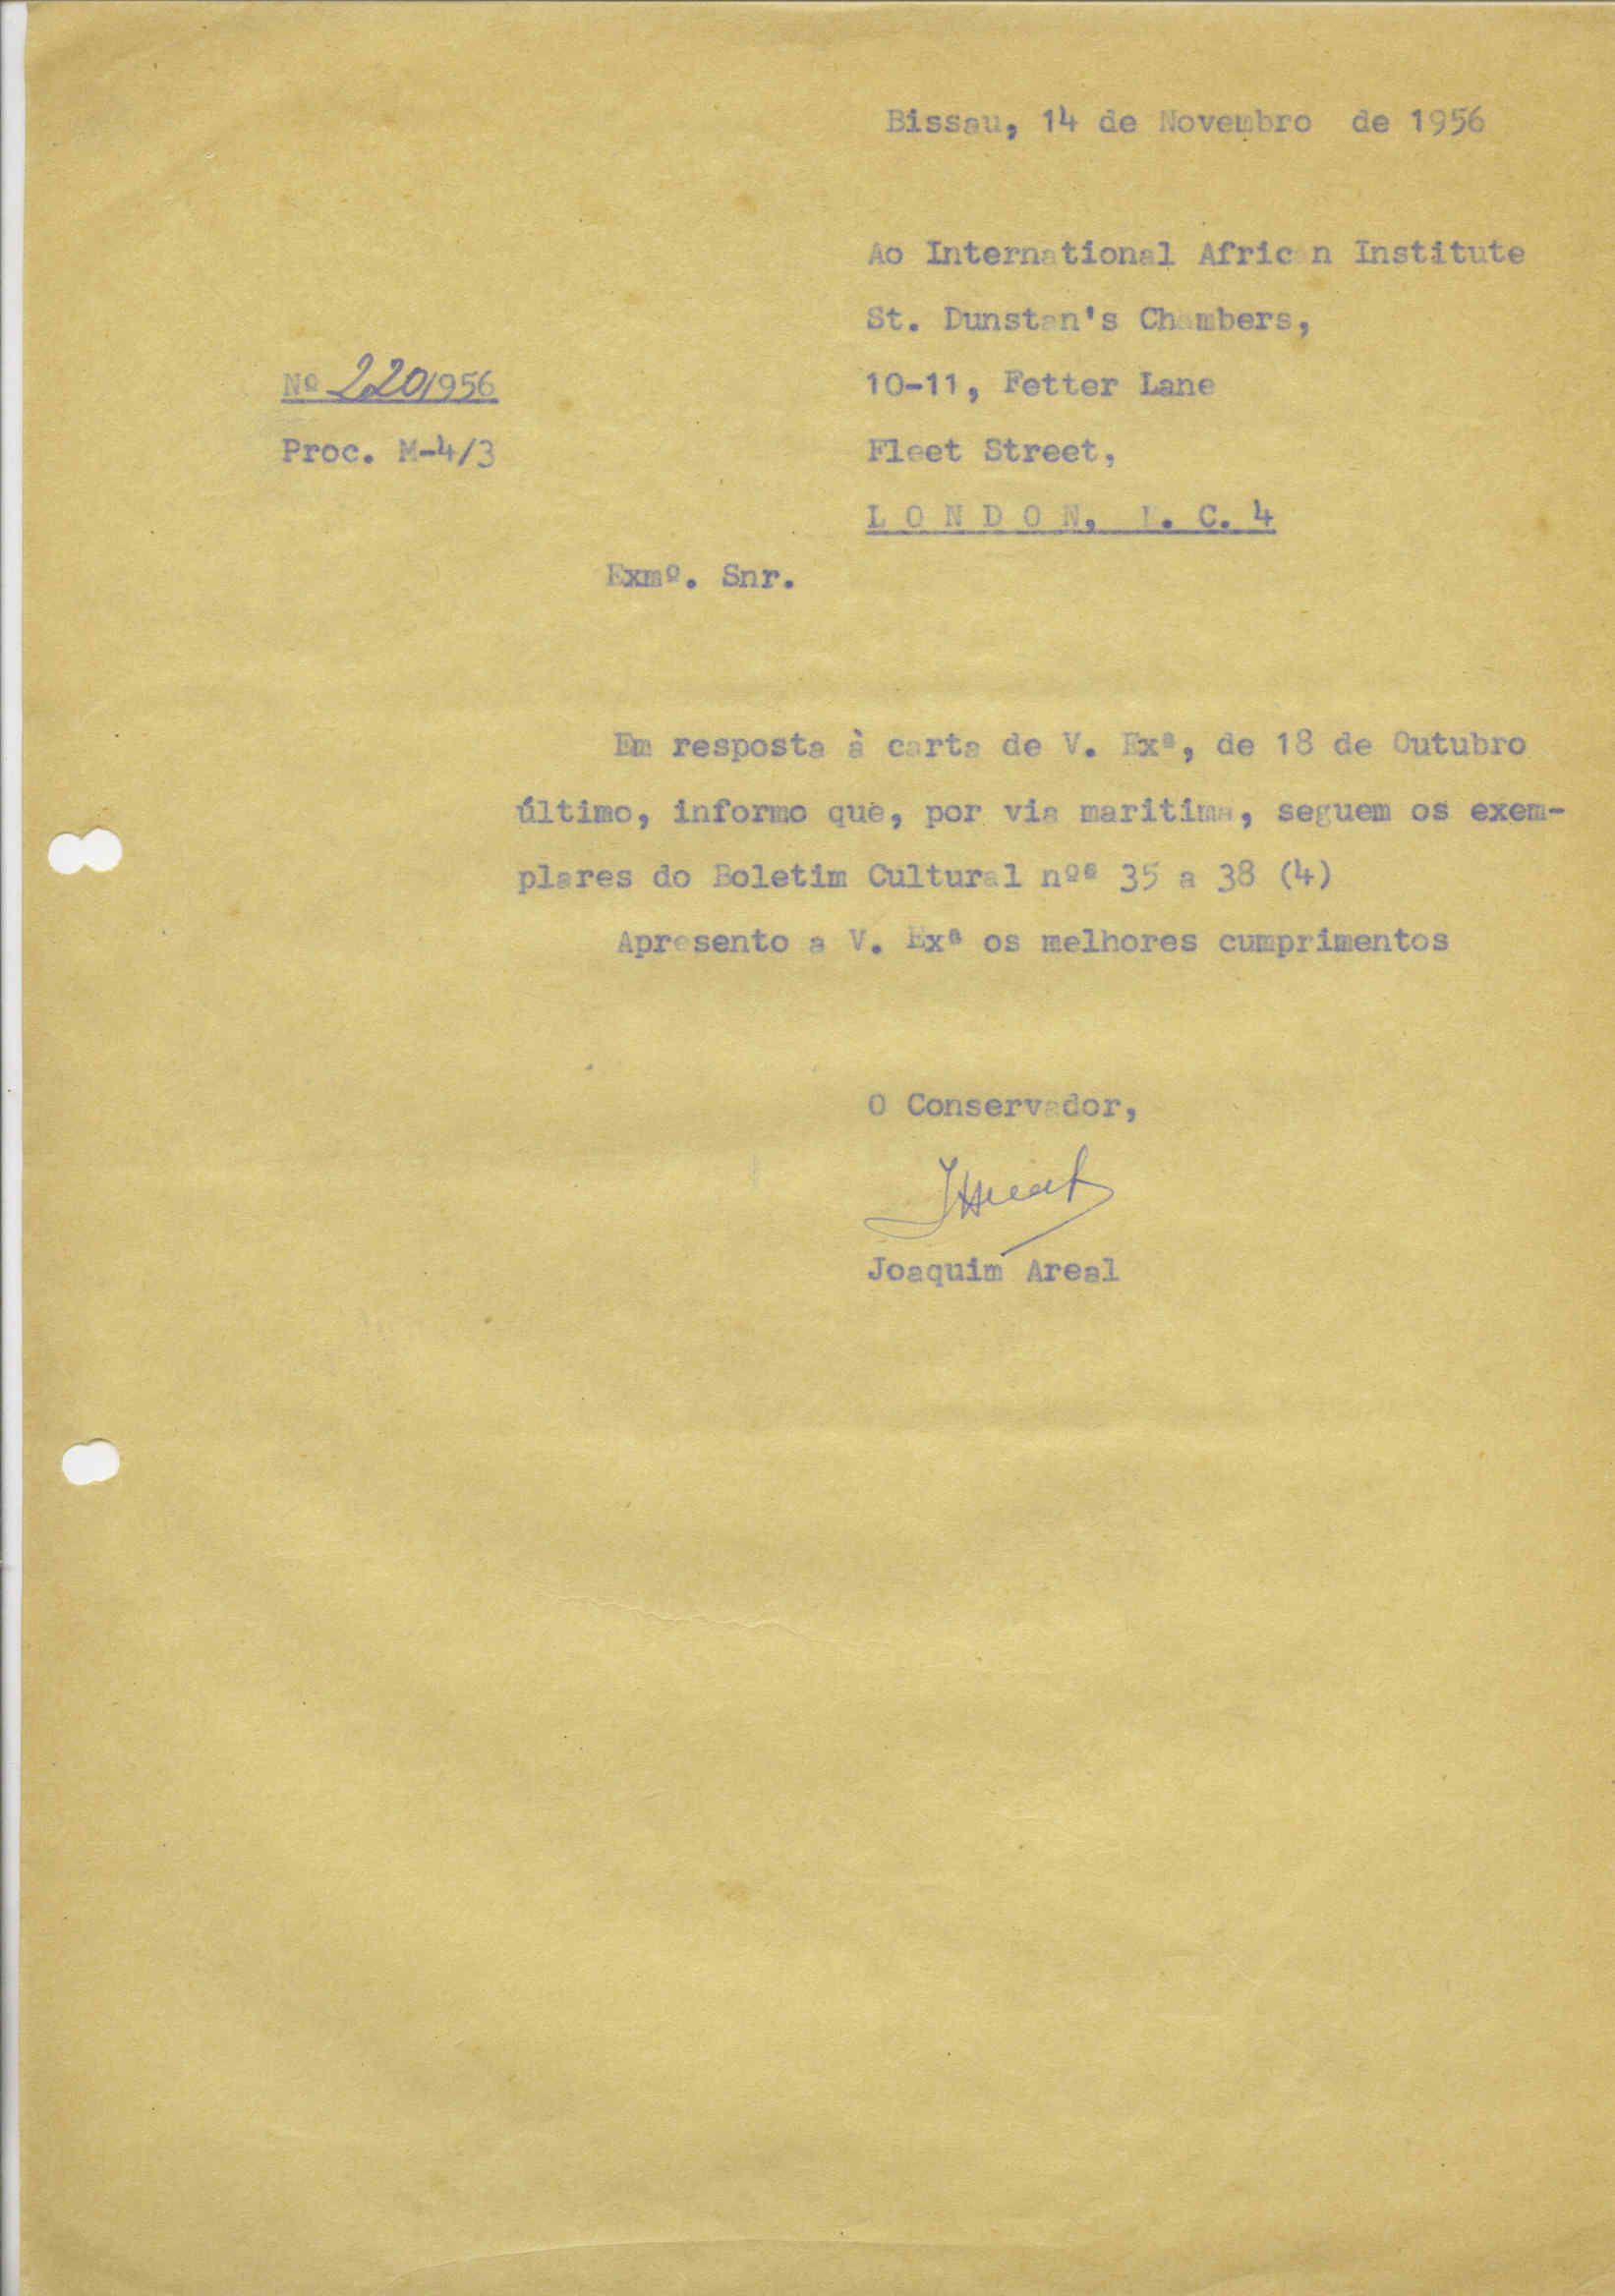 Bissau, 14 de Novembro de 1956
Ao International African Institute
St. Dunstan's Chambers,
Nº 220/1956
10-11, Fetter Lane
Proc. M-4/3
Fleet Street,
L O N D O N, E. C. 4
Exmº. Snr.
Em resposta à carta de V. Exª, de 18 de Outubro
último, informo que, por via maritima, seguem os exem-
plares do Boletim Cultural nºª 35 a 38 (4)
Apresento a V. Exª os melhores cumprimentos
O Conservador,
JAreal
Joaquim Areal